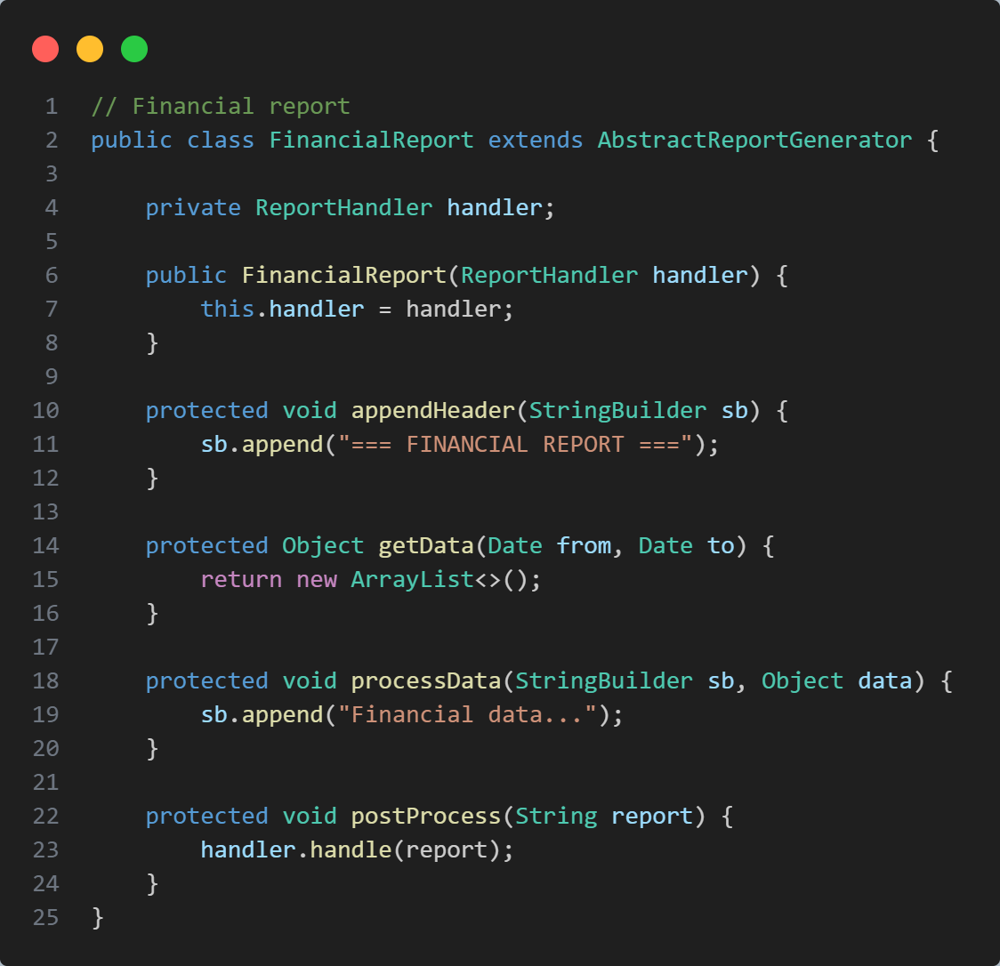 1 // Financial report
2 public class FinancialReport extends AbstractReportGenerator {
3
4     private ReportHandler handler;
5
6     public FinancialReport(ReportHandler handler) {
7         this.handler = handler;
8     }
9
10     protected void appendHeader(StringBuilder sb) {
11         sb.append("=== FINANCIAL REPORT ===");
12     }
13
14     protected Object getData(Date from, Date to) {
15         return new ArrayList<>();
16     }
17
18     protected void processData(StringBuilder sb, Object data) {
19         sb.append("Financial data...");
20     }
21
22     protected void postProcess(String report) {
23         handler.handle(report);
24     }
25 }